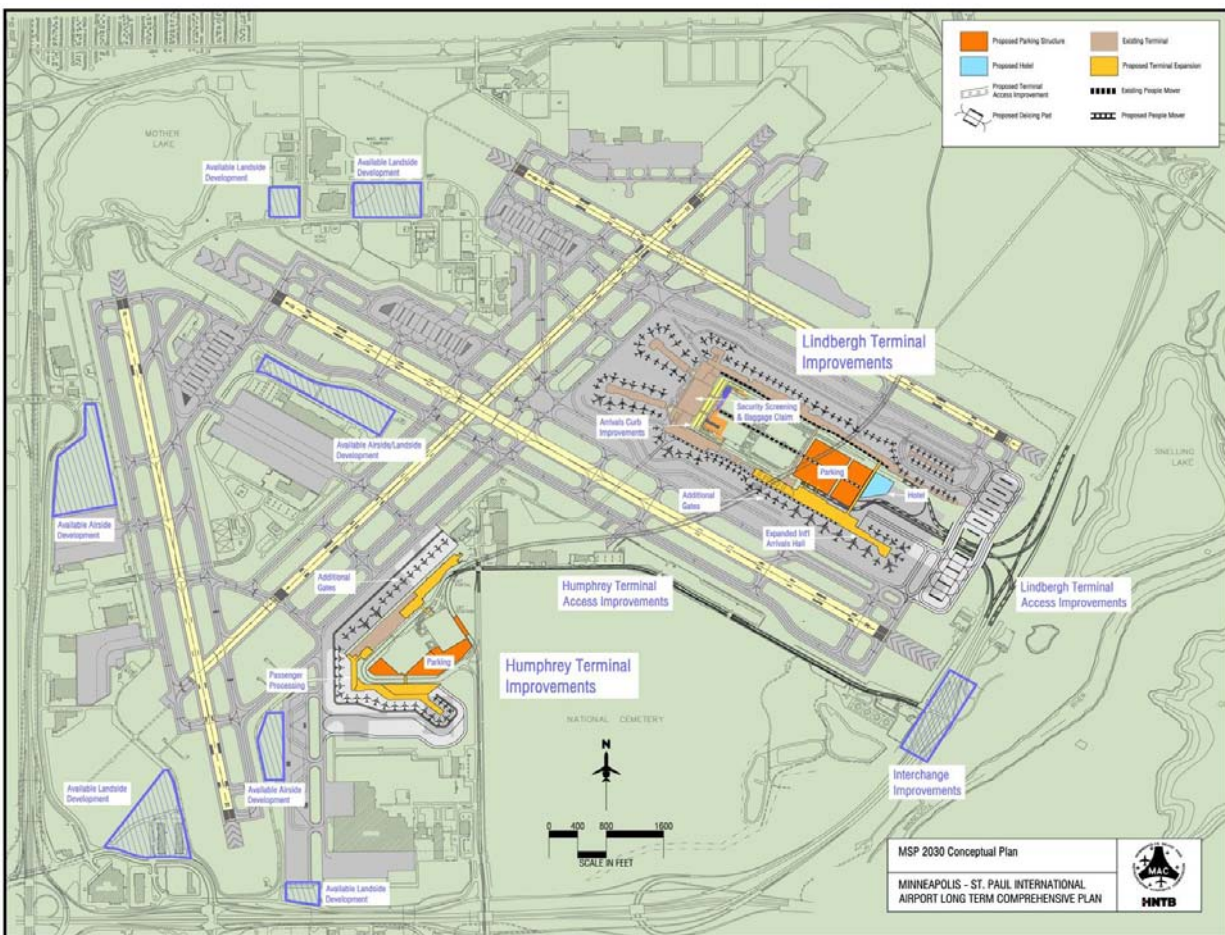 Proposed Parking Structure
Existing Terminal
Proposed Hotel
Proposed Terminal Expansion
Proposed Terminal
Access Improvement
Existing People Mover
Proposed Deicing Pad
Proposed People Mover
MOTHER
LAKE
Available Landside
Development
Available Landside
Development
Lindbergh Terminal
Improvements
Security Screening
& Baggage Claim
Arrivals Curb
Improvements
Available Airside/Landside
Development
SNELLING
LAKE
Parking
Hotel
Additional
Gates
Expanded Int'l
Arrivals Hall
Available Airside
Development
Additional
Gates
Humphrey Terminal
Access Improvements
Lindbergh Terminal
Access Improvements
Parking
Passenger
Processing
Humphrey Terminal
Improvements
NATIONAL CEMETERY
N
Interchange
Improvements
Available Landside
Development
Available Airside
Development
0 400 800 1600
SCALE IN FEET
Available Landside
Development
MSP 2030 Conceptual Plan
MINNEAPOLIS - ST. PAUL INTERNATIONAL
AIRPORT LONG TERM COMPREHENSIVE PLAN
MAC
HNTB